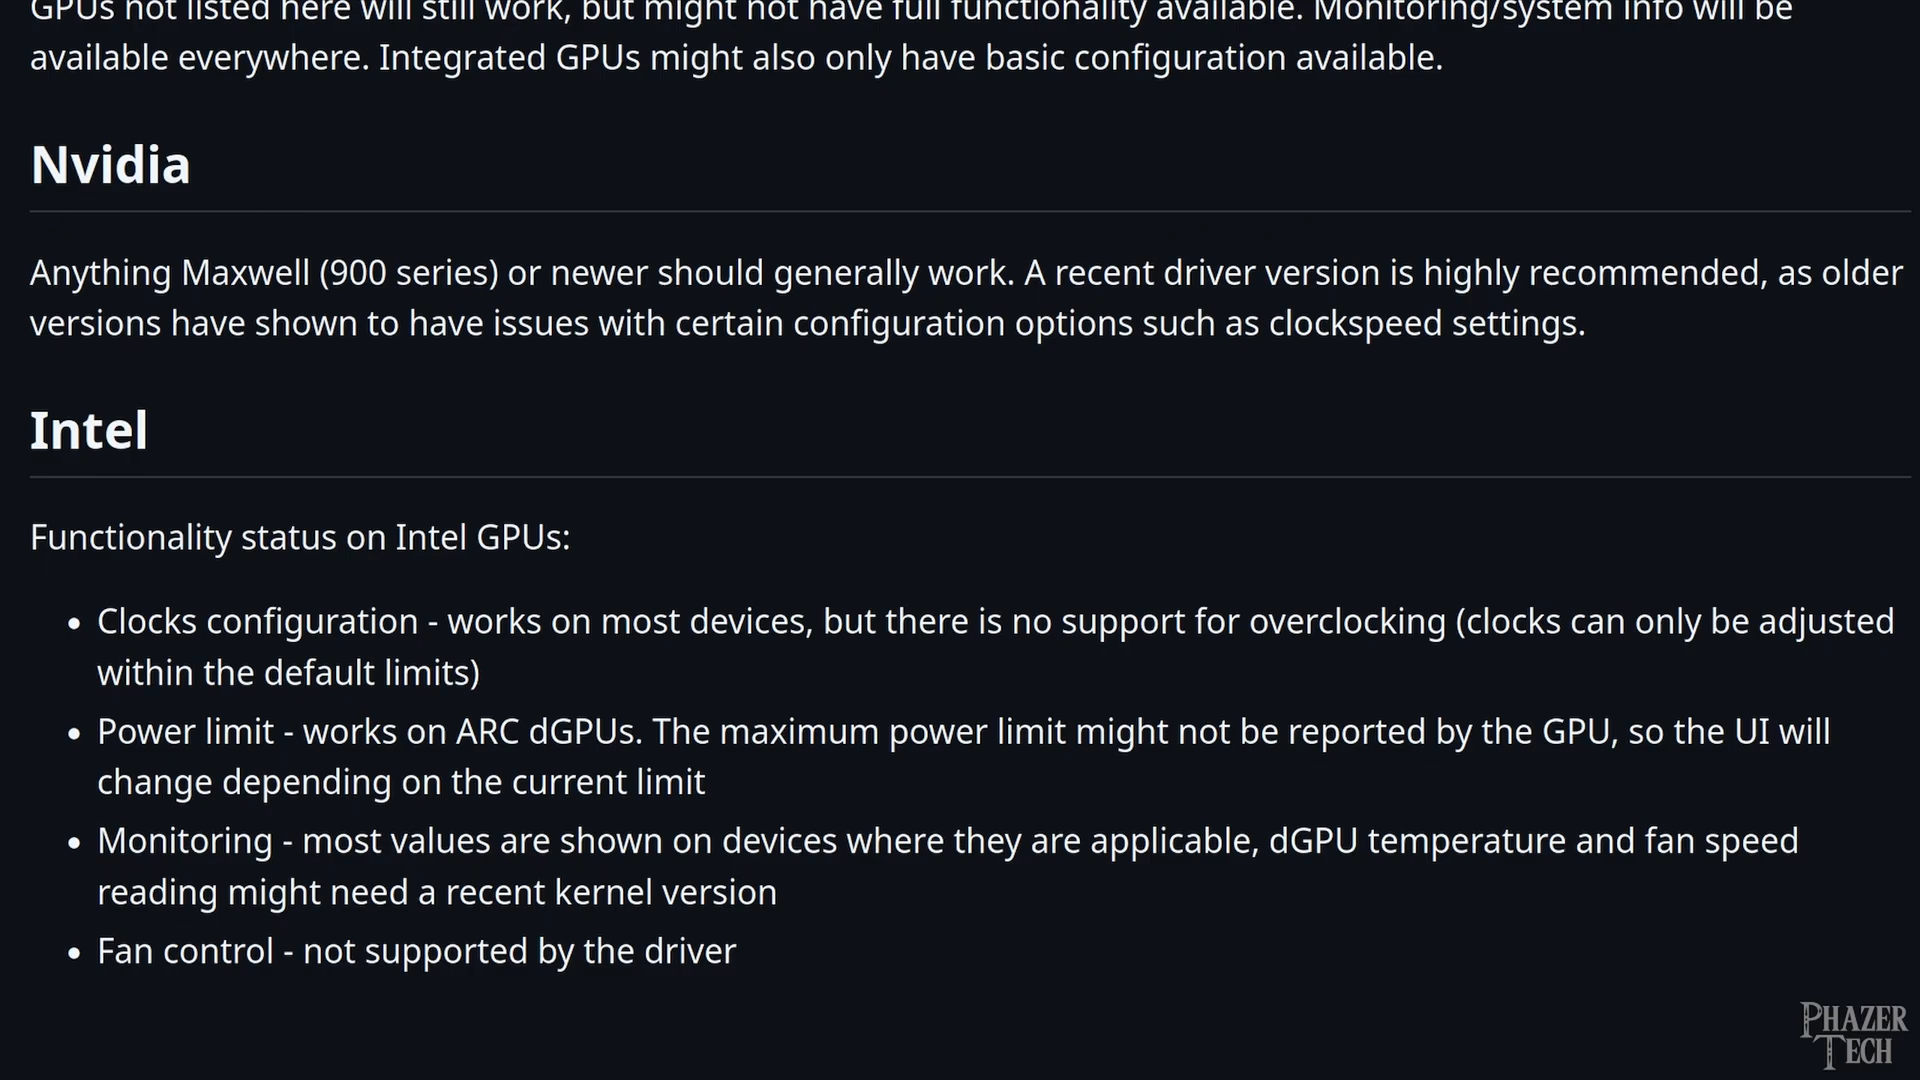 GPUs not listed here will still work, but might not have full functionality available. Monitoring/system info will be
available everywhere. Integrated GPUs might also only have basic configuration available.
Nvidia
Anything Maxwell (900 series) or newer should generally work. A recent driver version is highly recommended, as older
versions have shown to have issues with certain configuration options such as clockspeed settings.
Intel
Functionality status on Intel GPUs:
• Clocks configuration - works on most devices, but there is no support for overclocking (clocks can only be adjusted
within the default limits)
• Power limit - works on ARC dGPUs. The maximum power limit might not be reported by the GPU, so the UI will
change depending on the current limit
• Monitoring - most values are shown on devices where they are applicable, dGPU temperature and fan speed
reading might need a recent kernel version
• Fan control - not supported by the driver
PHAZER
TECH